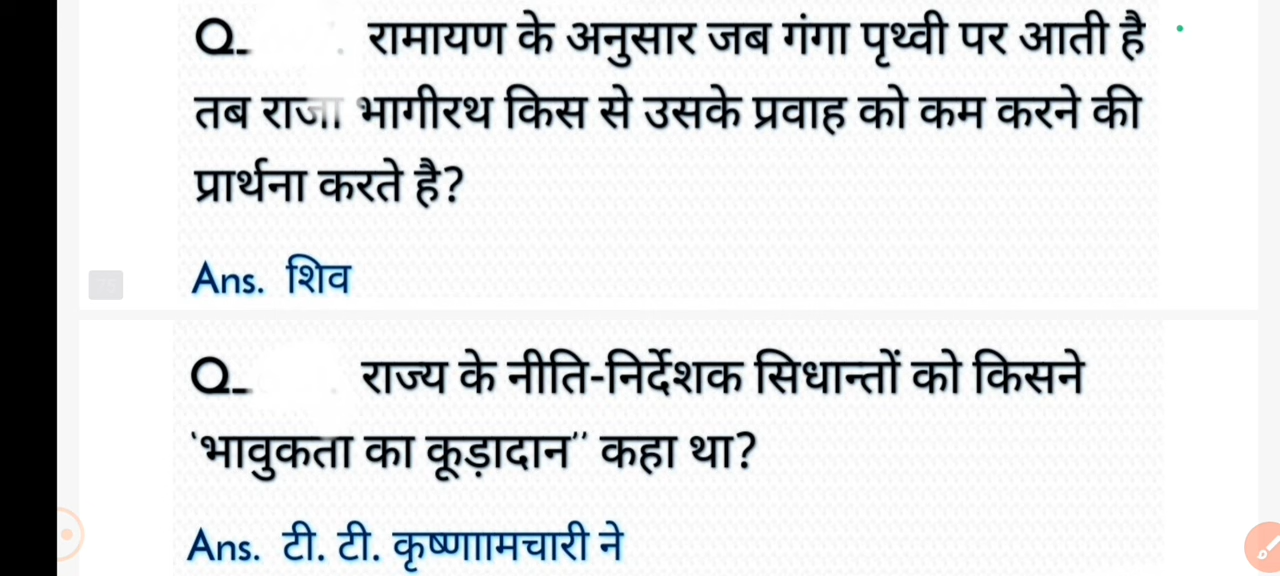 Q. रामायण के अनुसार जब गंगा पृथ्वी पर आती है
तब राजा भागीरथ किस से उसके प्रवाह को कम करने की
प्रार्थना करते है?
Ans. शिव
Q. राज्य के नीति-निर्देशक सिधान्तों को किसने
'भावुकता का कूड़ादान'' कहा था?
Ans. टी. टी. कृष्णाामचारी ने